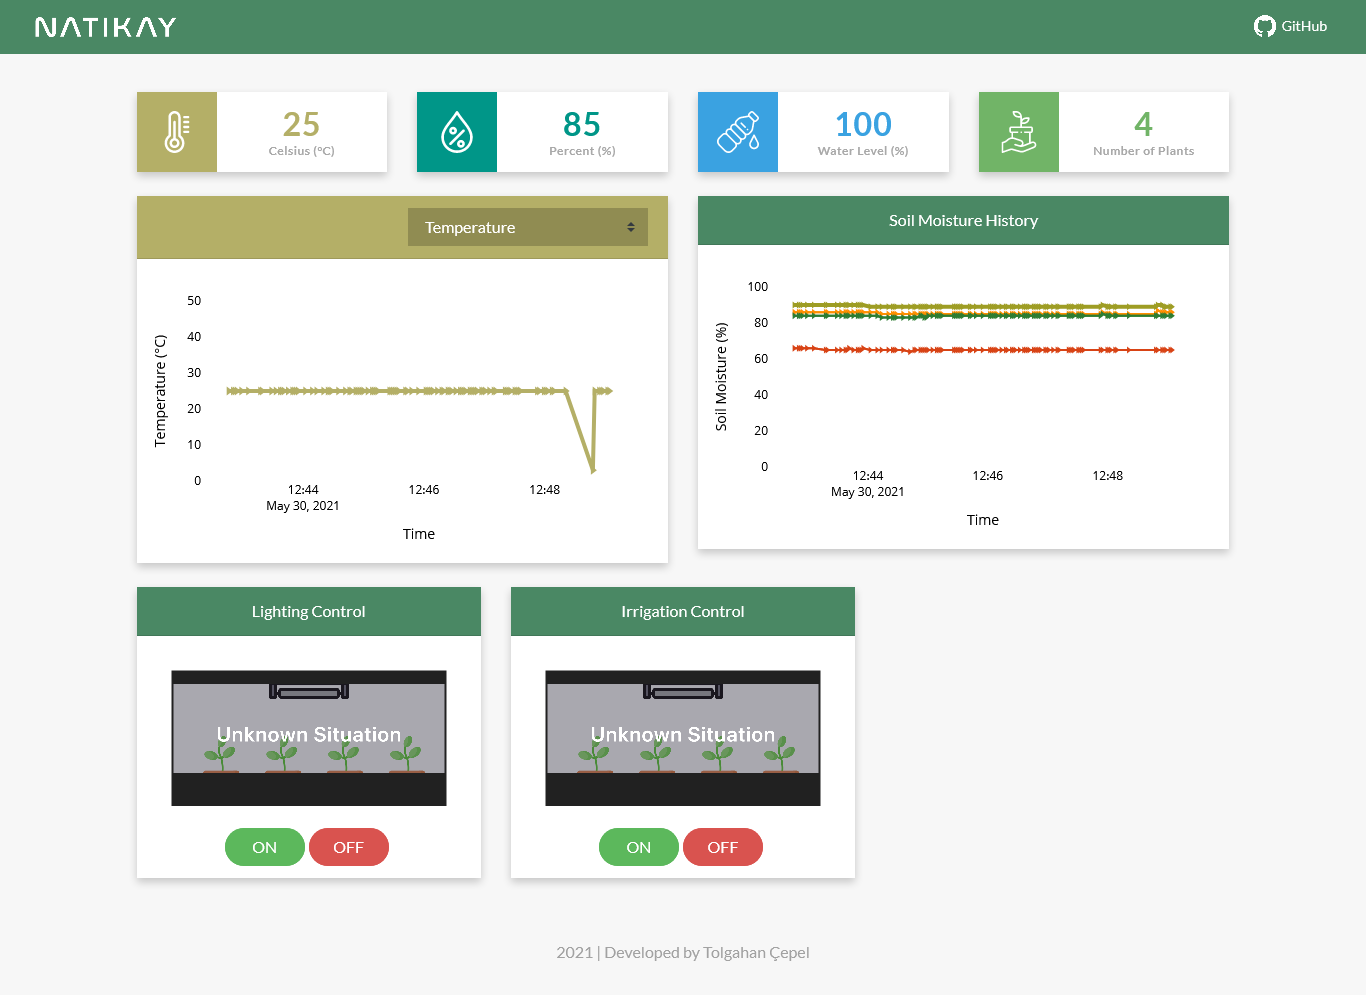 NATIKAY
GitHub
25
Celsius (°C)
85
Percent (%)
100
Water Level (%)
4
Number of Plants
Temperature
50
40
30
20
10
0
Temperature (°C)
12:44
May 30, 2021
12:46
12:48
Time
Soil Moisture History
100
80
60
40
20
0
Soil Moisture (%)
12:44
May 30, 2021
12:46
12:48
Time
Lighting Control
Unknown Situation
ON
OFF
Irrigation Control
Unknown Situation
ON
OFF
2021 | Developed by Tolgahan Çepel